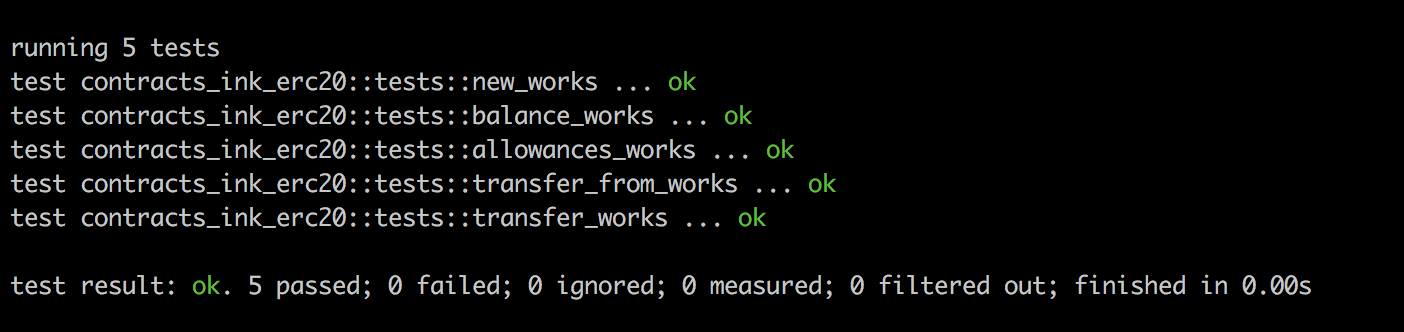 running 5 tests
test contracts_ink_erc20::tests::new_works ... ok
test contracts_ink_erc20::tests::balance_works ... ok
test contracts_ink_erc20::tests::allowances_works ... ok
test contracts_ink_erc20::tests::transfer_from_works ... ok
test contracts_ink_erc20::tests::transfer_works ... ok
test result: ok. 5 passed; 0 failed; 0 ignored; 0 measured; 0 filtered out; finished in 0.00s